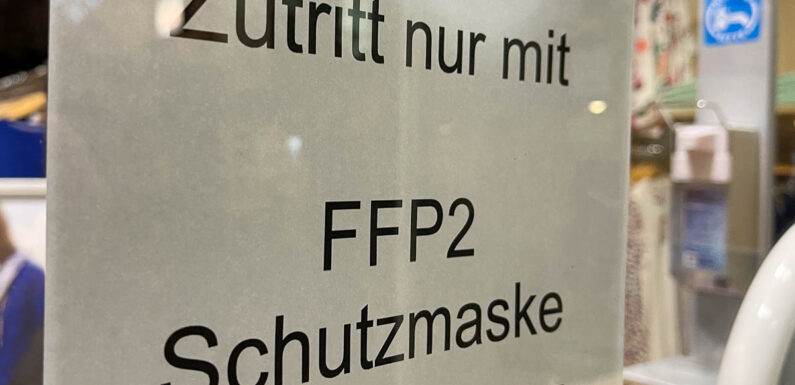 Zutritt nur mit
FFP2
Schutzmaske